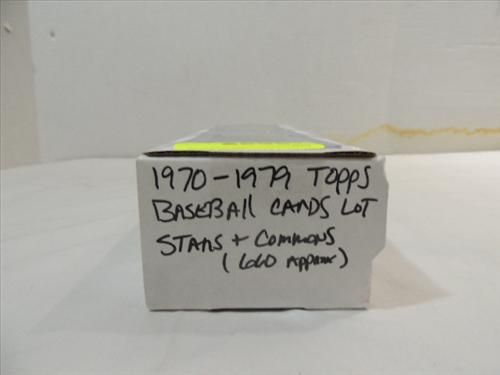 1970-1979 TOPPS
BASEBALL CARDS LOT
STARS + COMMONS
(660 APPROX)